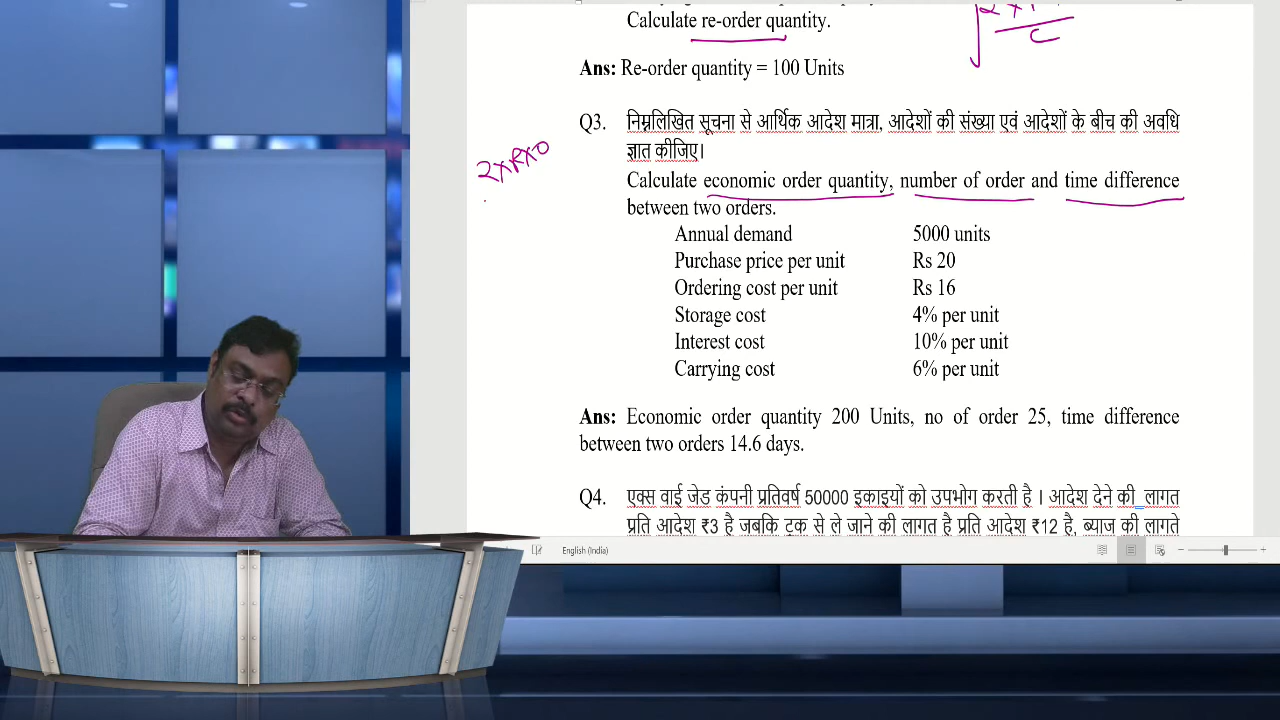 Calculate re-order quantity.
Ans: Re-order quantity = 100 Units
Q3. निम्नलिखित सूचना से आर्थिक आदेश मात्रा, आदेशों की संख्या एवं आदेशों के बीच की अवधि
ज्ञात कीजिए।
2×R×O
Calculate economic order quantity, number of order and time difference
between two orders.
Annual demand 5000 units
Purchase price per unit Rs 20
Ordering cost per unit Rs 16
Storage cost 4% per unit
Interest cost 10% per unit
Carrying cost 6% per unit
Ans: Economic order quantity 200 Units, no of order 25, time difference
between two orders 14.6 days.
Q4. एक्स वाई जेड कंपनी प्रतिवर्ष 50000 इकाइयों को उपभोग करती है । आदेश देने की लागत
प्रति आदेश ₹3 है जबकि ट्रक से ले जाने की लागत है प्रति आदेश ₹12 है, ब्याज की लागते
English (India)